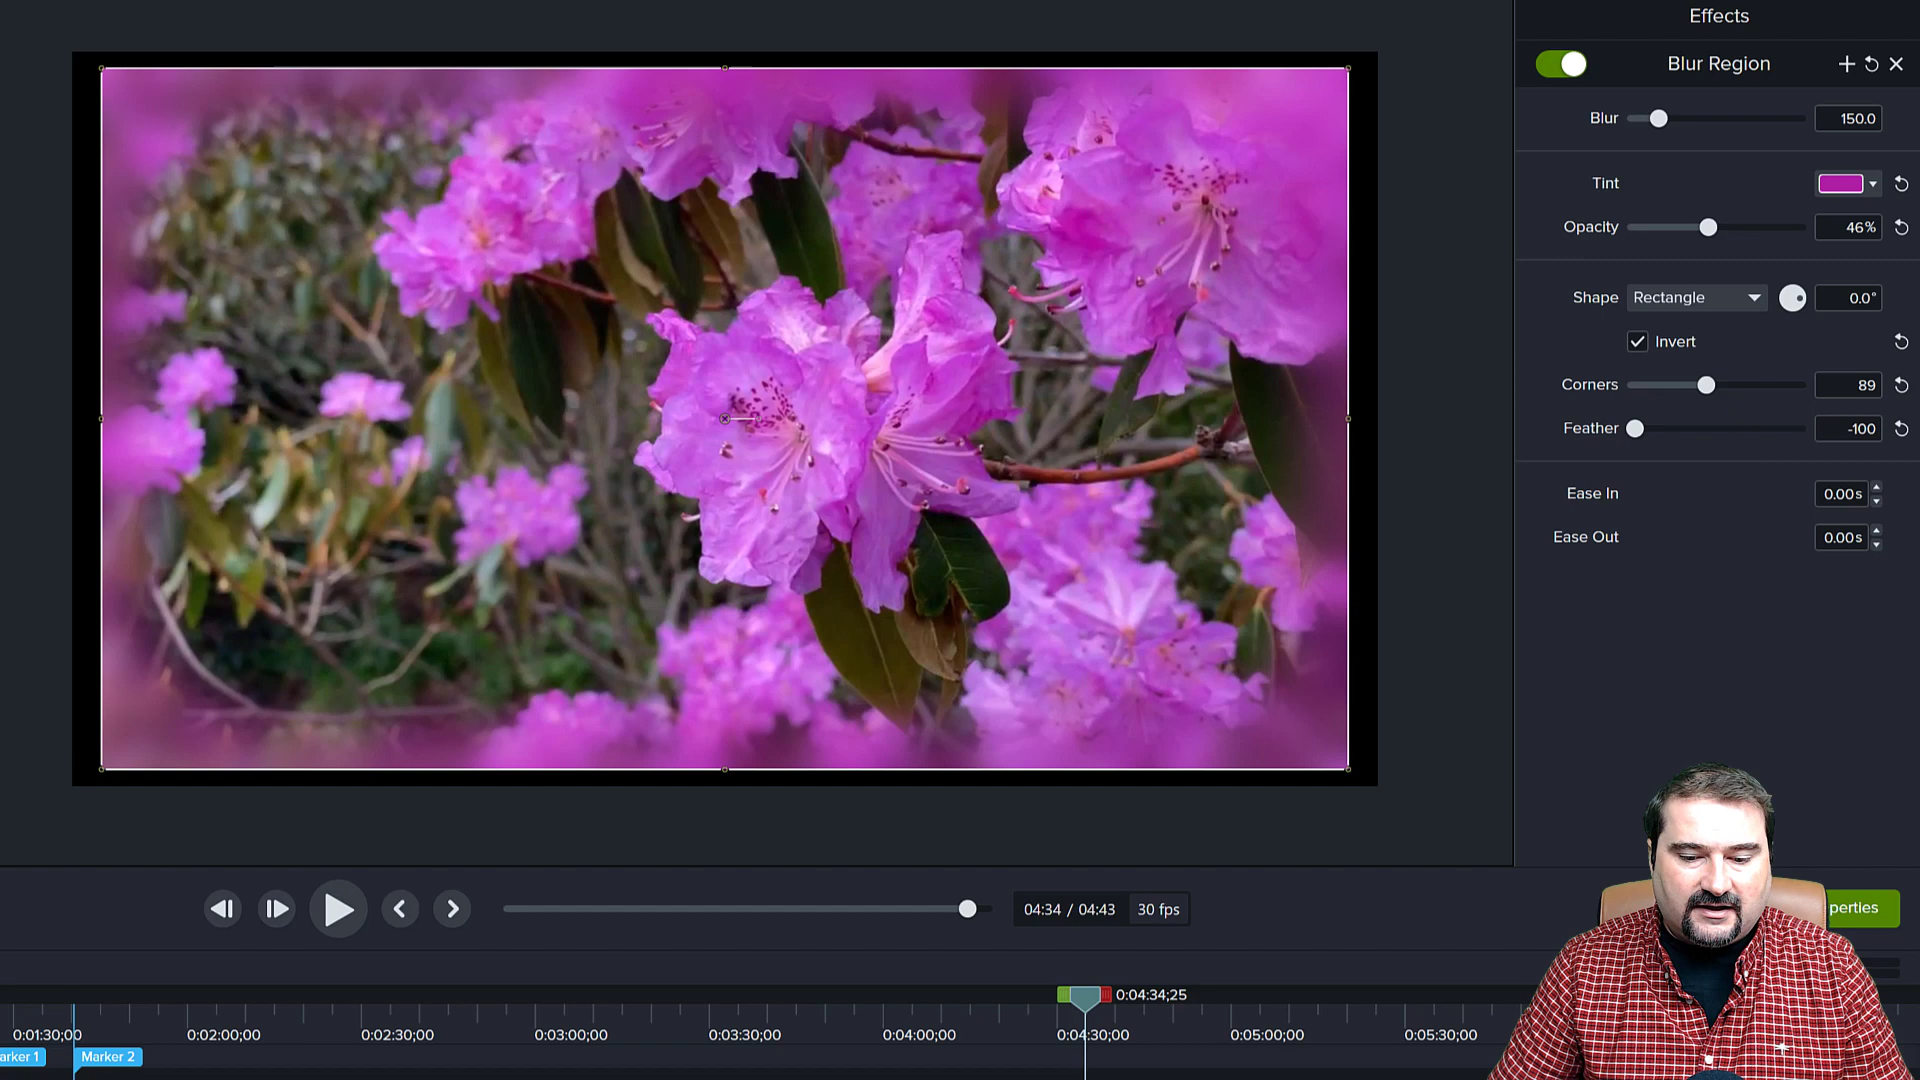 Effects
Blur Region
Blur 150.0
Tint
Opacity 46%
Shape Rectangle 0.0°
Invert
Corners 89
Feather -100
Ease In 0.00s
Ease Out 0.00s
04:34 / 04:43 30 fps
perties
0:04:34;25
0:01:30;00 0:02:00;00 0:02:30;00 0:03:00;00 0:03:30;00 0:04:00;00 0:04:30;00 0:05:00;00 0:05:30;00
arker 1 Marker 2